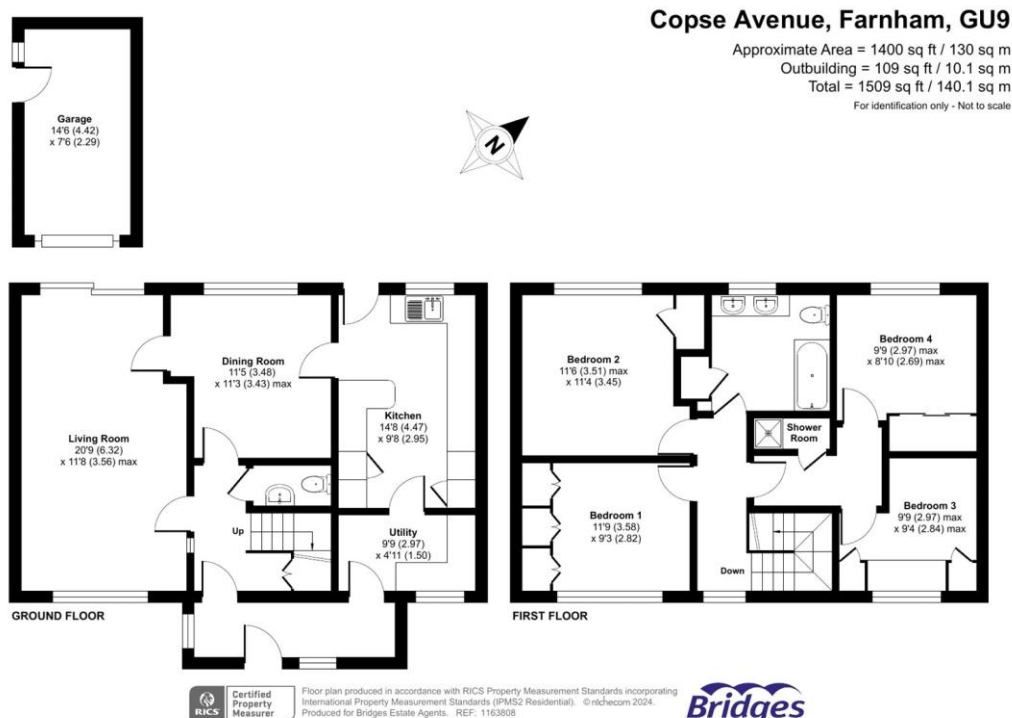 Copse Avenue, Farnham, GU9
Approximate Area = 1400 sq ft / 130 sq m
Outbuilding = 109 sq ft / 10.1 sq m
Total = 1509 sq ft / 140.1 sq m
For identification only - Not to scale
Garage
14'6 (4.42)
x 7'6 (2.29)
N
Living Room
20'9 (6.32)
x 11'8 (3.56) max
Dining Room
11'5 (3.48)
x 11'3 (3.43) max
Kitchen
14'8 (4.47)
x 9'8 (2.95)
Up
Utility
9'9 (2.97)
x 4'11 (1.50)
GROUND FLOOR
Bedroom 2
11'6 (3.51) max
x 11'4 (3.45)
Bedroom 4
9'9 (2.97) max
x 8'10 (2.69) max
Shower
Room
Bedroom 1
11'9 (3.58)
x 9'3 (2.82)
Bedroom 3
9'9 (2.97) max
x 9'4 (2.84) max
Down
FIRST FLOOR
RICS
Certified
Property
Measurer
Floor plan produced in accordance with RICS Property Measurement Standards incorporating
International Property Measurement Standards (IPMS2 Residential). ©nichecom 2024.
Produced for Bridges Estate Agents. REF: 1163808
Bridges